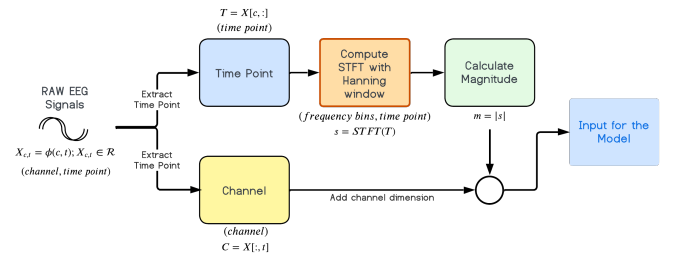 T = X[c, :]
(time point)
RAW EEG
Signals
X_{c,t} = ϕ(c, t); X_{c,t} ∈ ℛ
(channel, time point)
Extract
Time Point
Time Point
Compute
STFT with
Hanning
window
(frequency bins, time point)
s = STFT(T)
Calculate
Magnitude
m = |s|
Input for the
Model
Extract
Time Point
Channel
(channel)
C = X[:, t]
Add channel dimension